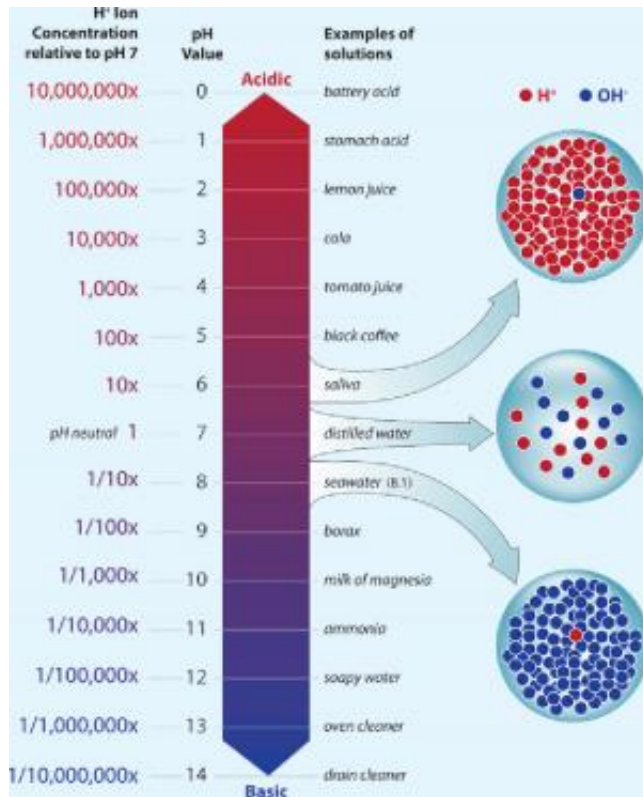 H⁺ Ion
Concentration
relative to pH 7
pH
Value
Examples of
solutions
Acidic
10,000,000x 0 battery acid
1,000,000x 1 stomach acid
100,000x 2 lemon juice
10,000x 3 cola
1,000x 4 tomato juice
100x 5 black coffee
10x 6 saliva
pH neutral 1 7 distilled water
1/10x 8 seawater (8.1)
1/100x 9 borax
1/1,000x 10 milk of magnesia
1/10,000x 11 ammonia
1/100,000x 12 soapy water
1/1,000,000x 13 oven cleaner
1/10,000,000x 14 drain cleaner
Basic
H⁺ OH⁻